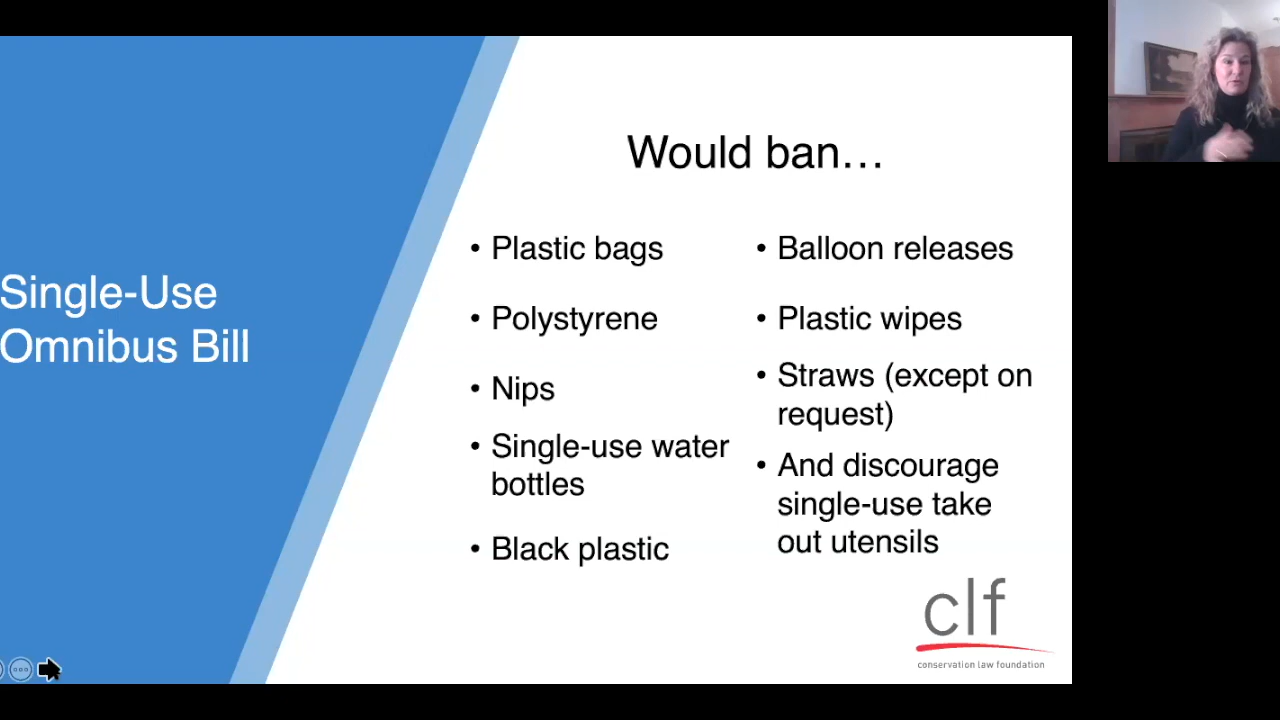 Single-Use
Omnibus Bill
Would ban…
• Plastic bags
• Polystyrene
• Nips
• Single-use water
bottles
• Black plastic
• Balloon releases
• Plastic wipes
• Straws (except on
request)
• And discourage
single-use take
out utensils
clf
conservation law foundation